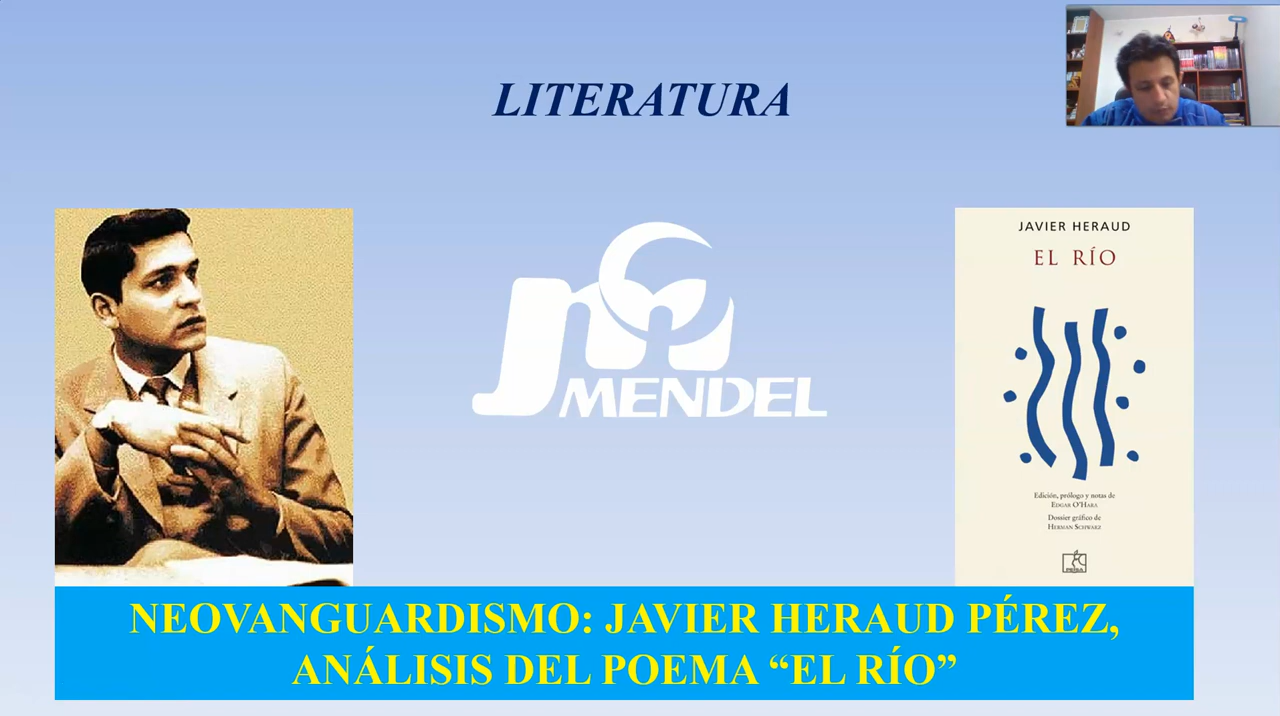 LITERATURA
MENDEL
JAVIER HERAUD
EL RÍO
Edición, prólogo y notas de
EDGAR O'HARA
Dossier gráfico de
HERMAN SCHWARZ
PEISA
NEOVANGUARDISMO: JAVIER HERAUD PÉREZ,
ANÁLISIS DEL POEMA “EL RÍO”